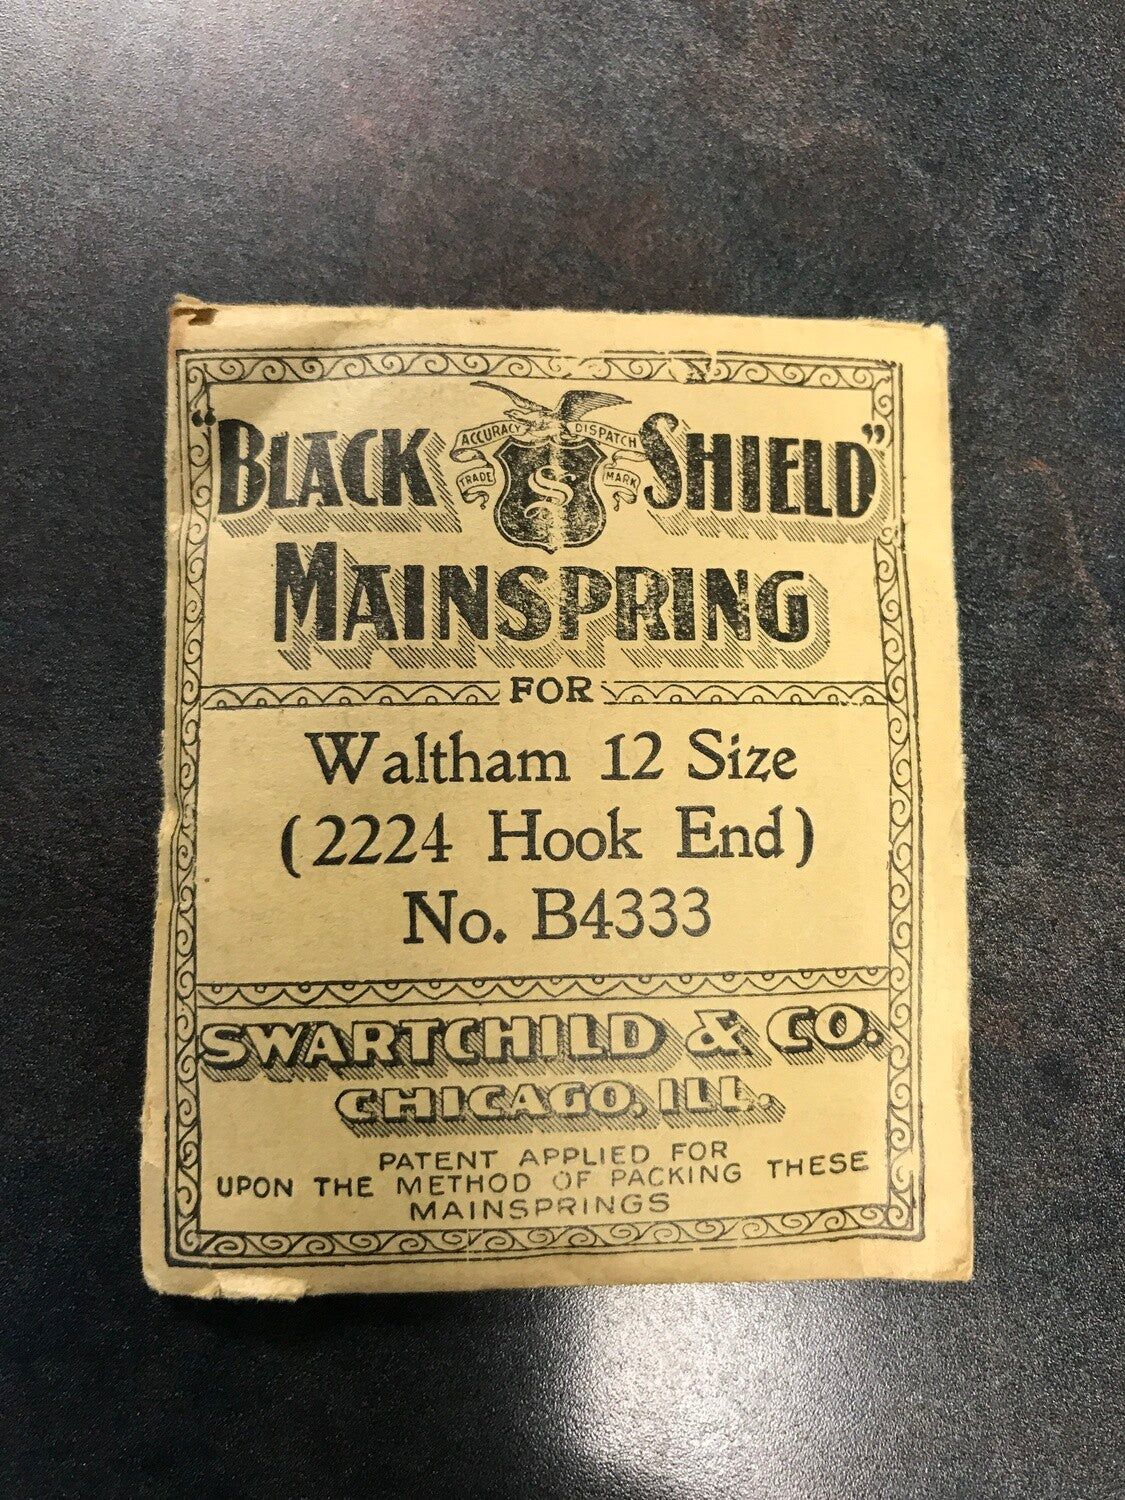 "BLACK SHIELD"
ACCURACY DISPATCH
TRADE MARK
S
MAINSPRING
FOR
Waltham 12 Size
(2224 Hook End)
No. B4333
SWARTCHILD & CO.
CHICAGO, ILL.
PATENT APPLIED FOR
UPON THE METHOD OF PACKING THESE
MAINSPRINGS